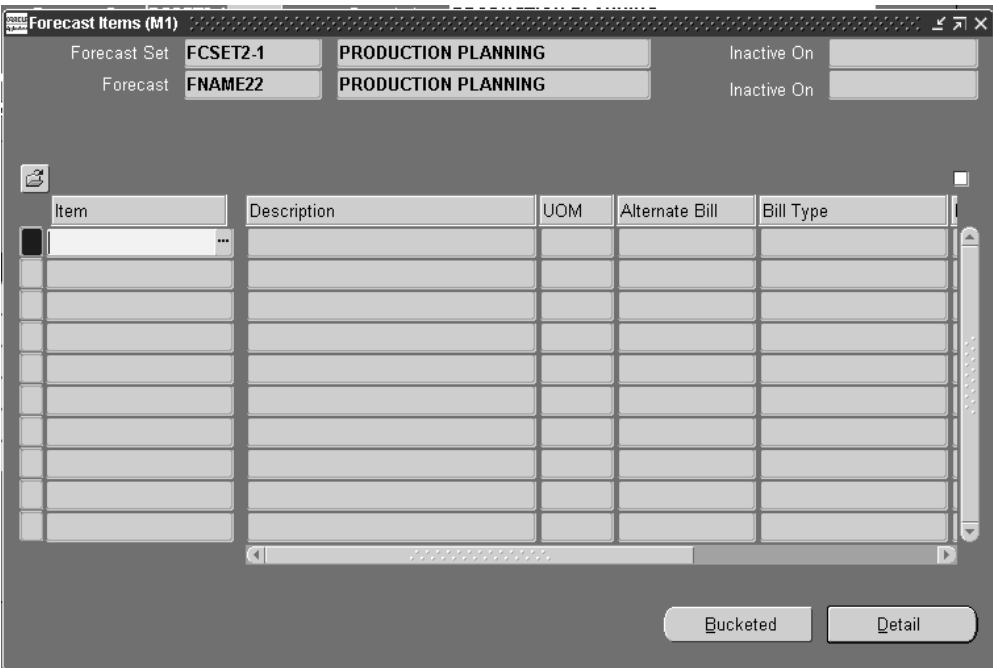 Forecast Items (M1)
Forecast Set FCSET2-1 PRODUCTION PLANNING Inactive On
Forecast FNAME22 PRODUCTION PLANNING Inactive On
Item Description UOM Alternate Bill Bill Type
...
Bucketed Detail